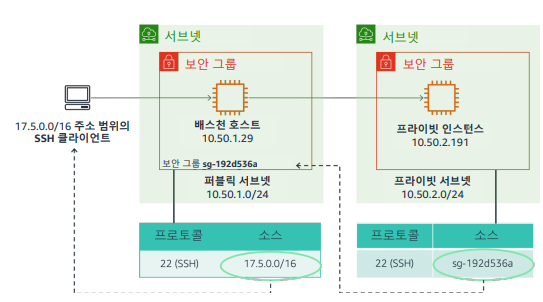 서브넷
서브넷
보안 그룹
보안 그룹
17.5.0.0/16 주소 범위의
SSH 클라이언트
배스천 호스트
10.50.1.29
프라이빗 인스턴스
10.50.2.191
보안 그룹 sg-192d536a
퍼블릭 서브넷
10.50.1.0/24
프라이빗 서브넷
10.50.2.0/24
프로토콜 소스
22 (SSH) 17.5.0.0/16
프로토콜 소스
22 (SSH) sg-192d536a